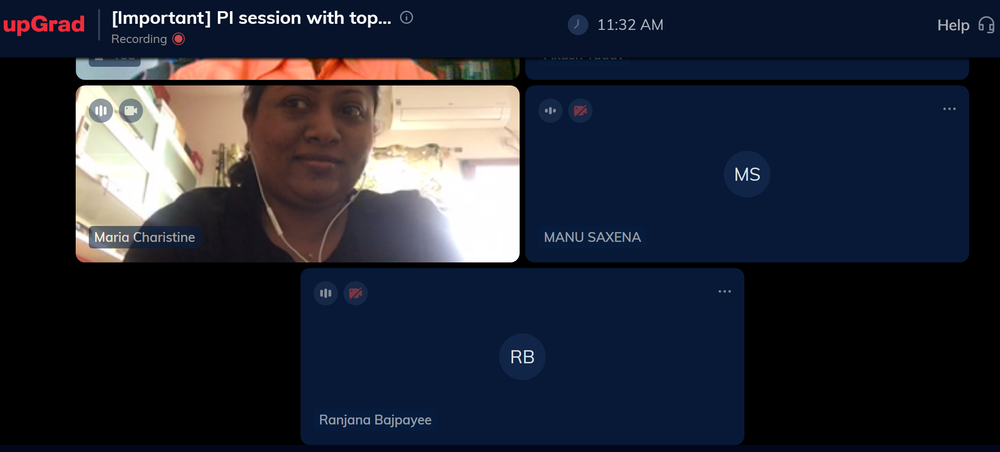 upGrad
[Important] PI session with top...
Recording
11:32 AM
Help
You
Maria Charistine
MS
MANU SAXENA
RB
Ranjana Bajpayee